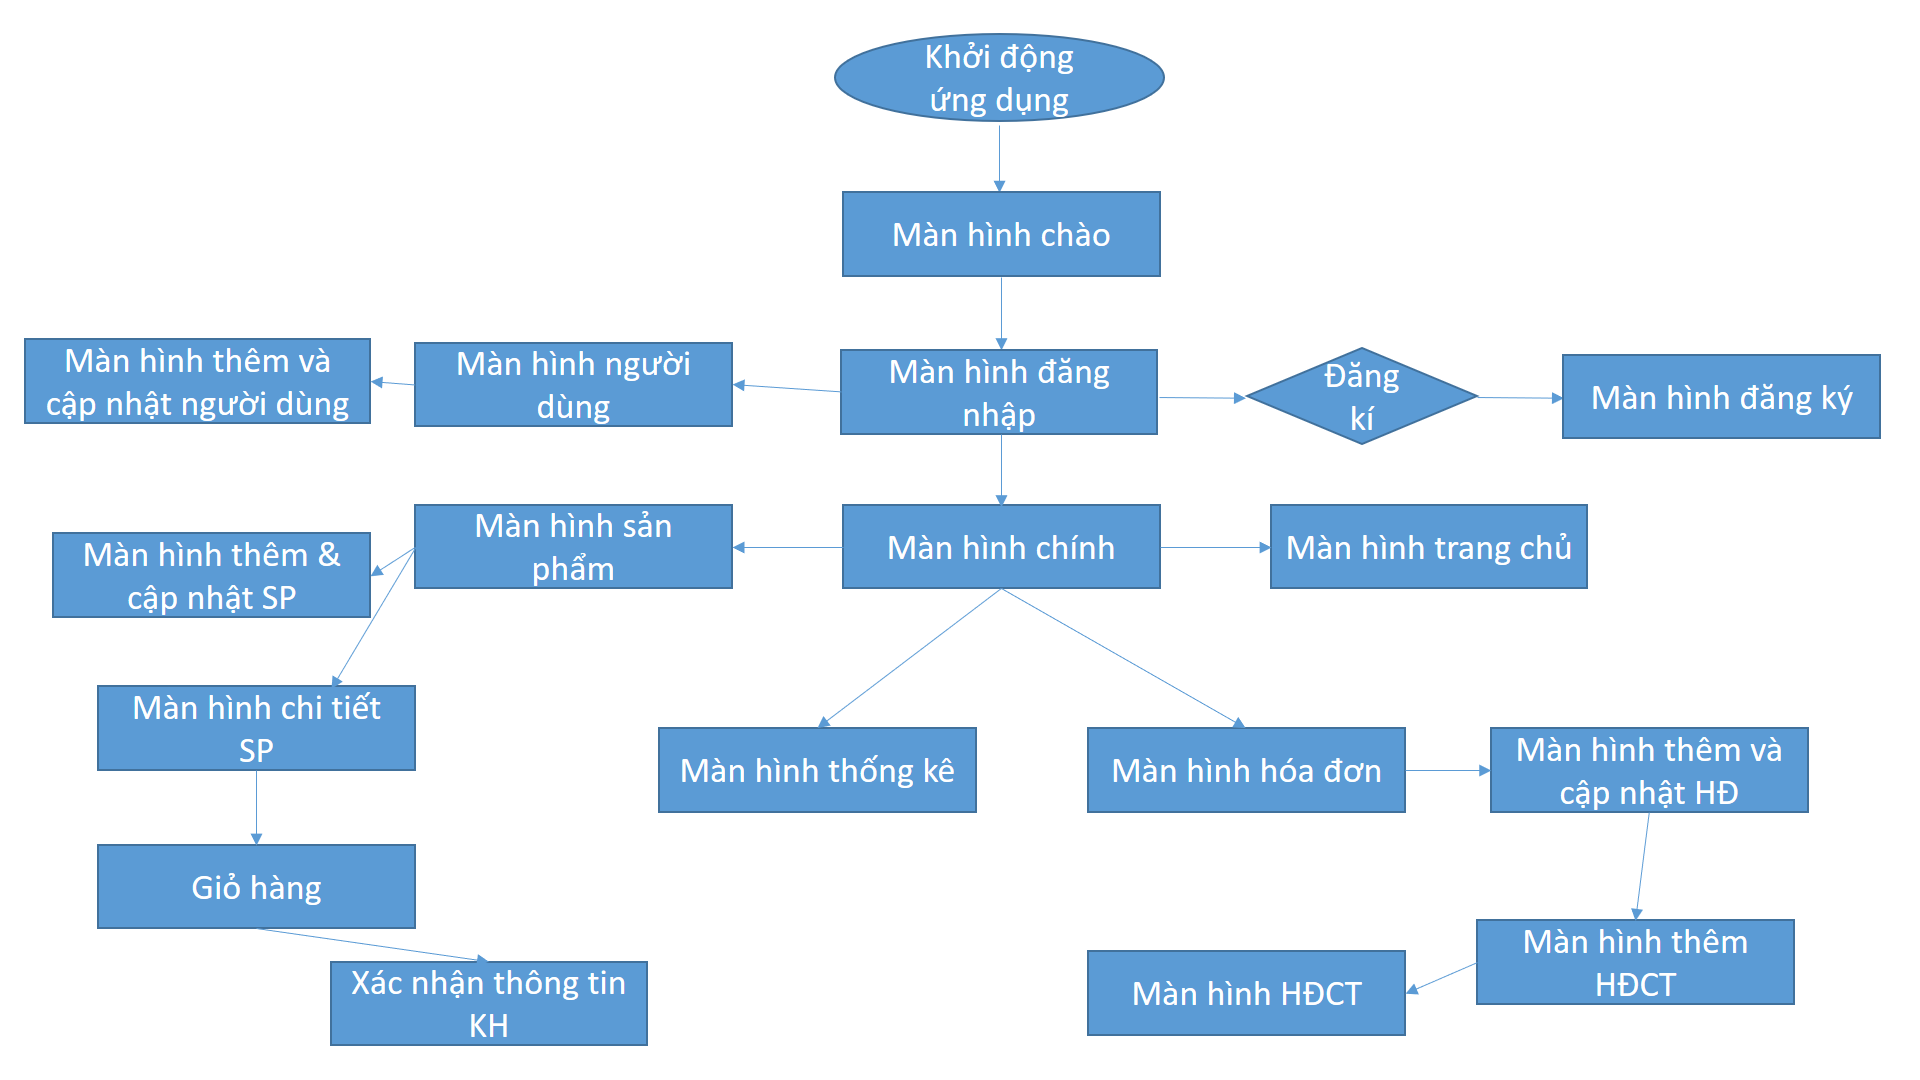 Khởi động
ứng dụng
Màn hình chào
Màn hình thêm và
cập nhật người dùng
Màn hình người
dùng
Màn hình đăng
nhập
Đăng
kí
Màn hình đăng ký
Màn hình thêm &
cập nhật SP
Màn hình sản
phẩm
Màn hình chính
Màn hình trang chủ
Màn hình chi tiết
SP
Màn hình thống kê
Màn hình hóa đơn
Màn hình thêm và
cập nhật HĐ
Giỏ hàng
Xác nhận thông tin
KH
Màn hình HĐCT
Màn hình thêm
HĐCT